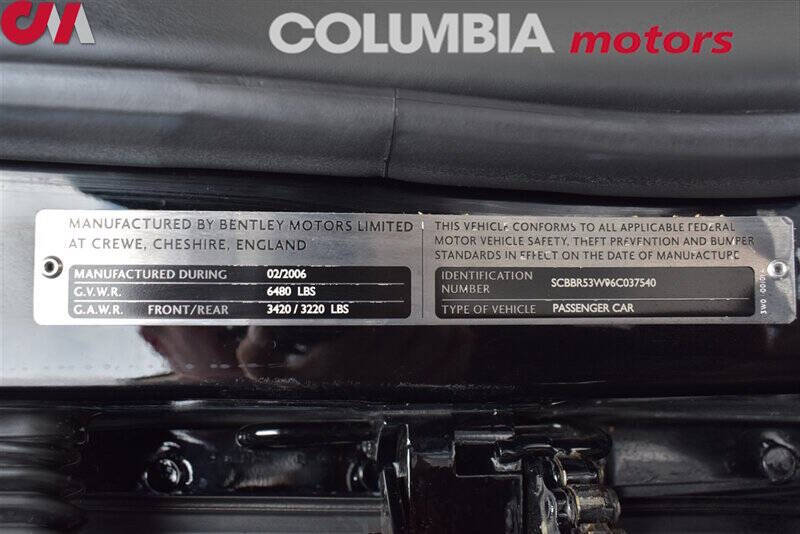 CM
COLUMBIA motors
MANUFACTURED BY BENTLEY MOTORS LIMITED
AT CREWE, CHESHIRE, ENGLAND
MANUFACTURED DURING 02/2006
G.V.W.R. 6480 LBS
G.A.W.R. FRONT/REAR 3420 / 3220 LBS
THIS VEHICLE CONFORMS TO ALL APPLICABLE FEDERAL
MOTOR VEHICLE SAFETY, THEFT PREVENTION AND BUMPER
STANDARDS IN EFFECT ON THE DATE OF MANUFACTURE
IDENTIFICATION
NUMBER SCBBR53W96C037540
TYPE OF VEHICLE PASSENGER CAR